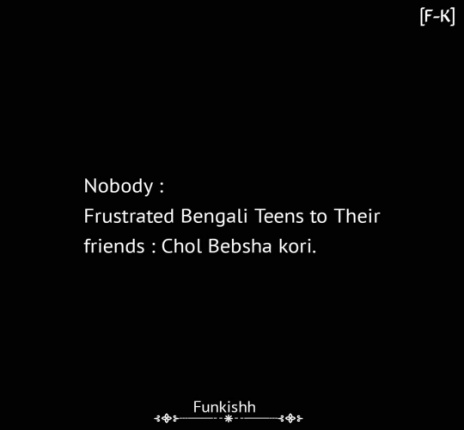 [F-K]
Nobody :
Frustrated Bengali Teens to Their
friends : Chol Bebsha kori.
Funkishh